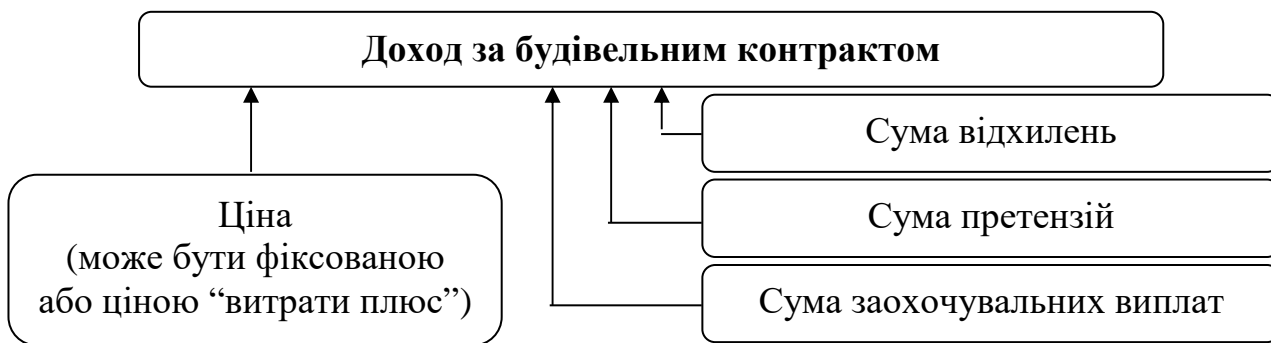 Доход за будівельним контрактом
Ціна
(може бути фіксованою
або ціною “витрати плюс”)
Сума відхилень
Сума претензій
Сума заохочувальних виплат